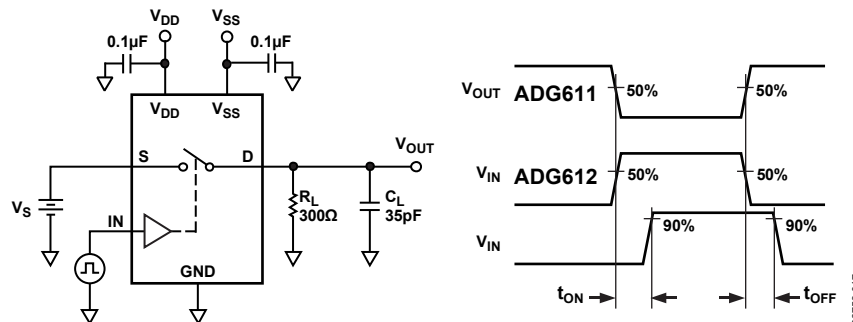 VDD VSS
0.1µF 0.1µF
VDD VSS
S D VOUT
VS
IN
RL
300Ω
CL
35pF
GND
VOUT ADG611 50% 50%
VIN ADG612 50% 50%
VIN 90% 90%
tON tOFF